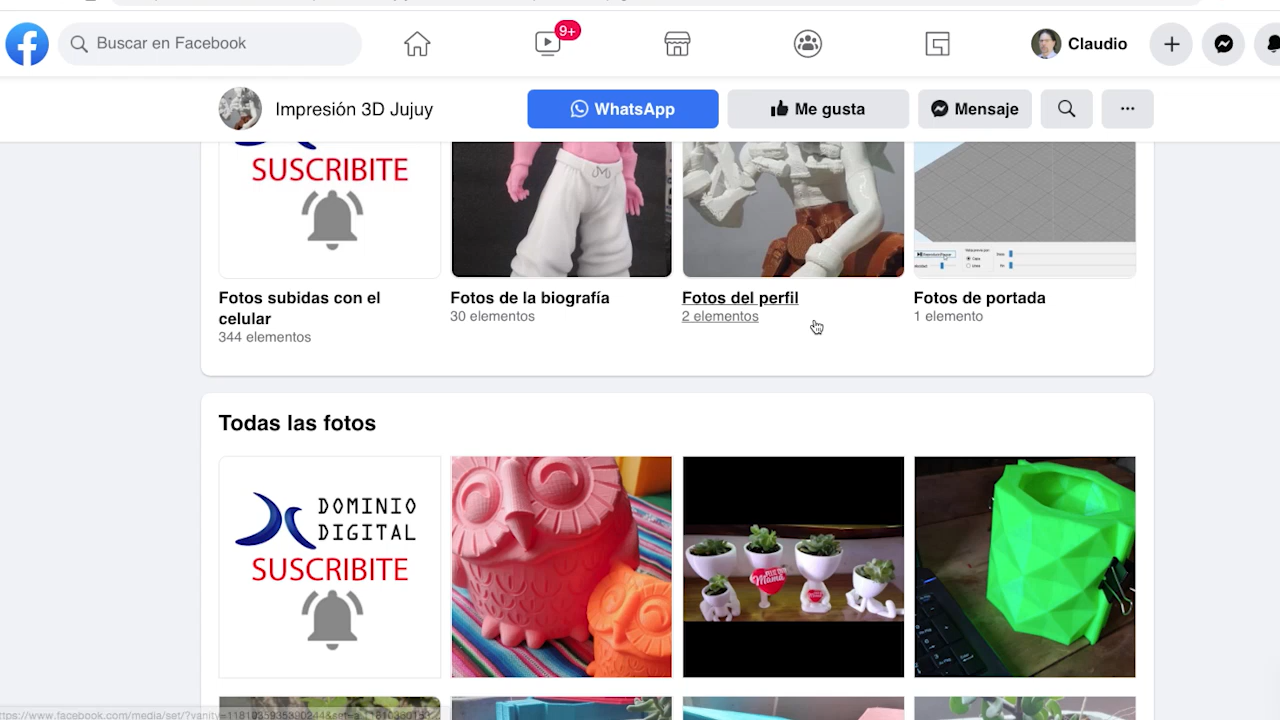 Buscar en Facebook
9+
Claudio
Impresión 3D Jujuy
WhatsApp
Me gusta
Mensaje
SUSCRIBITE
Fotos subidas con el
celular
344 elementos
Fotos de la biografía
30 elementos
Fotos del perfil
2 elementos
Fotos de portada
1 elemento
Todas las fotos
DOMINIO
DIGITAL
SUSCRIBITE